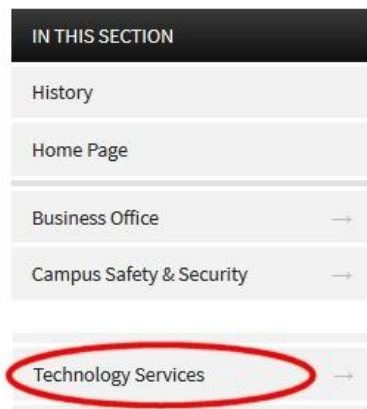 IN THIS SECTION
History
Home Page
Business Office →
Campus Safety & Security →
Technology Services →